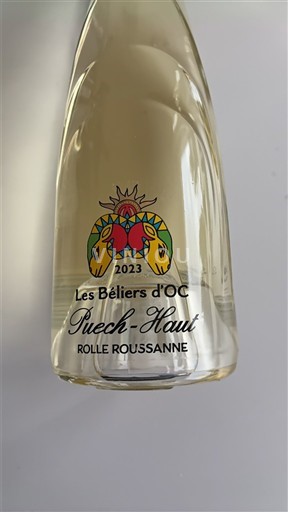 2023
Les Béliers d'OC
Puech-Haut
ROLLE ROUSSANNE